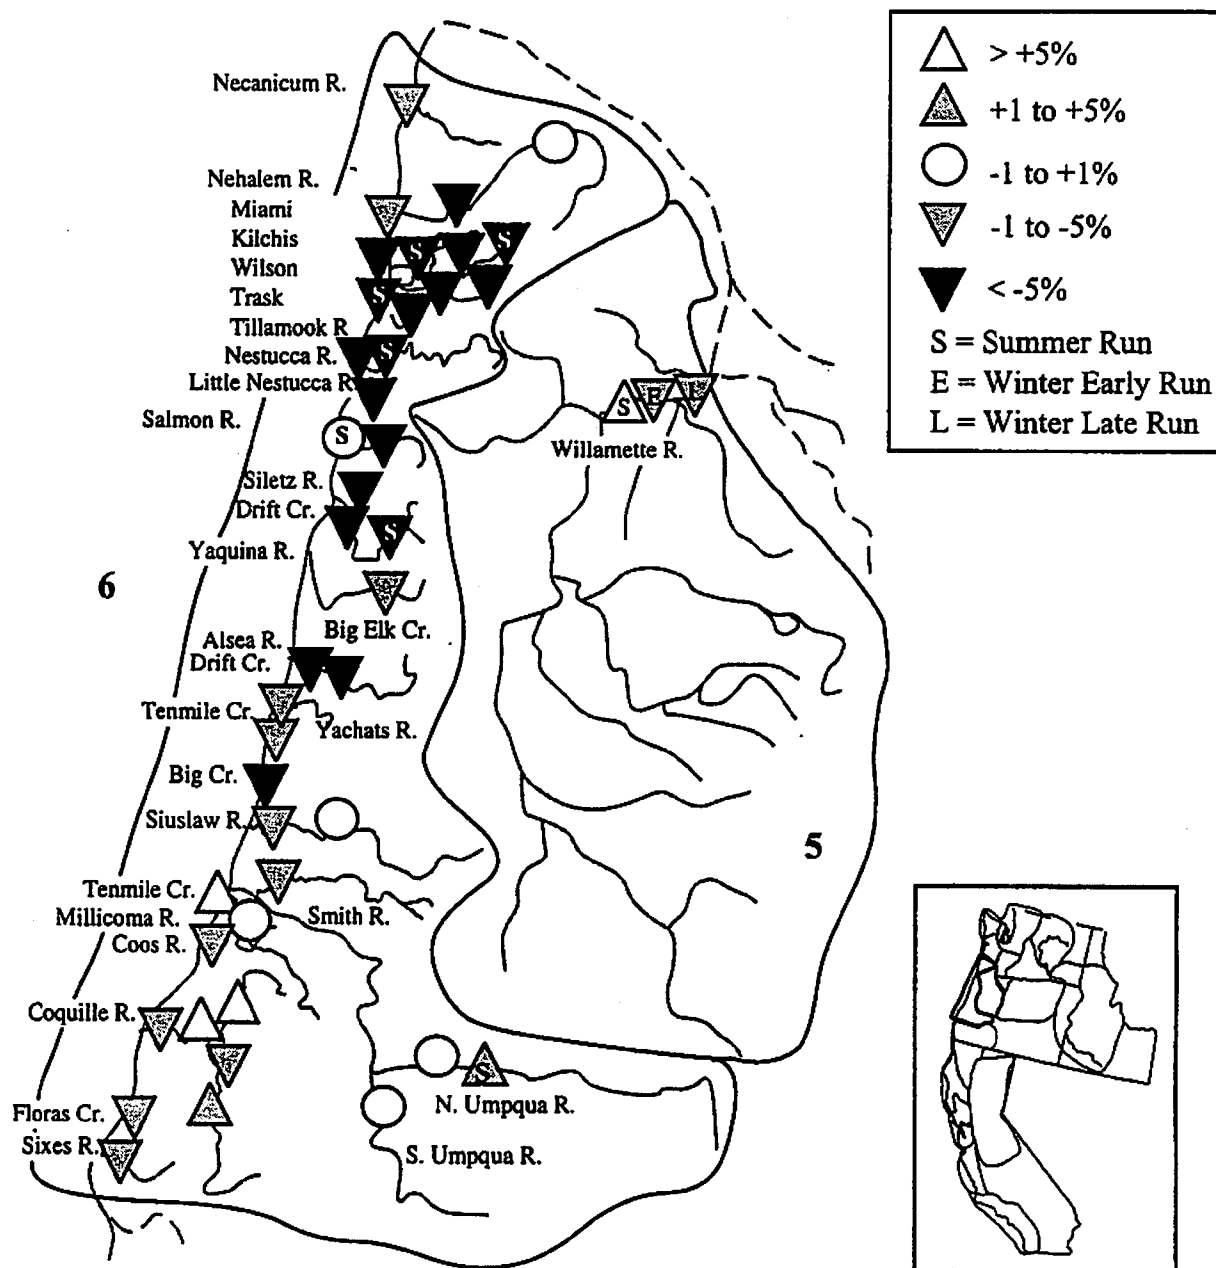 Necanicum R.
Nehalem R.
Miami
Kilchis
Wilson
Trask
Tillamook R
Nestucca R.
Little Nestucca R.
Salmon R.
Siletz R.
Drift Cr.
Yaquina R.
Big Elk Cr.
Alsea R.
Drift Cr.
Tenmile Cr.
Yachats R.
Big Cr.
Siuslaw R.
Tenmile Cr.
Millicoma R.
Smith R.
Coos R.
Coquille R.
Floras Cr.
Sixes R.
N. Umpqua R.
S. Umpqua R.
Willamette R.
6
5
S
S
S
S
S
S
S
E
L
S
> +5%
+1 to +5%
-1 to +1%
-1 to -5%
< -5%
S = Summer Run
E = Winter Early Run
L = Winter Late Run